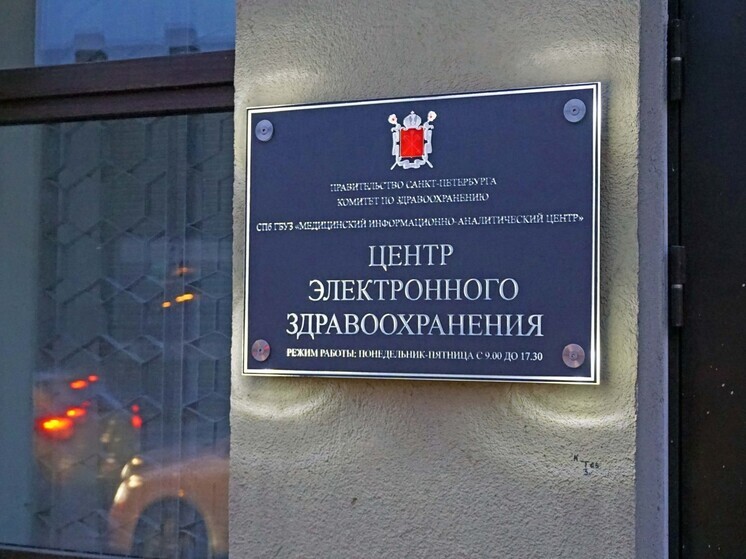 ПРАВИТЕЛЬСТВО САНКТ-ПЕТЕРБУРГА
КОМИТЕТ ПО ЗДРАВООХРАНЕНИЮ
СПб ГБУЗ «МЕДИЦИНСКИЙ ИНФОРМАЦИОННО-АНАЛИТИЧЕСКИЙ ЦЕНТР»
ЦЕНТР
ЭЛЕКТРОННОГО
ЗДРАВООХРАНЕНИЯ
РЕЖИМ РАБОТЫ: ПОНЕДЕЛЬНИК-ПЯТНИЦА С 9.00 ДО 17.30